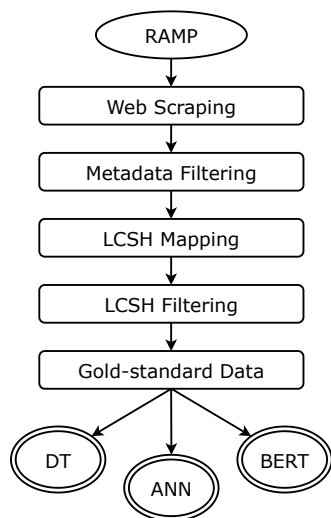 RAMP
Web Scraping
Metadata Filtering
LCSH Mapping
LCSH Filtering
Gold-standard Data
DT
ANN
BERT